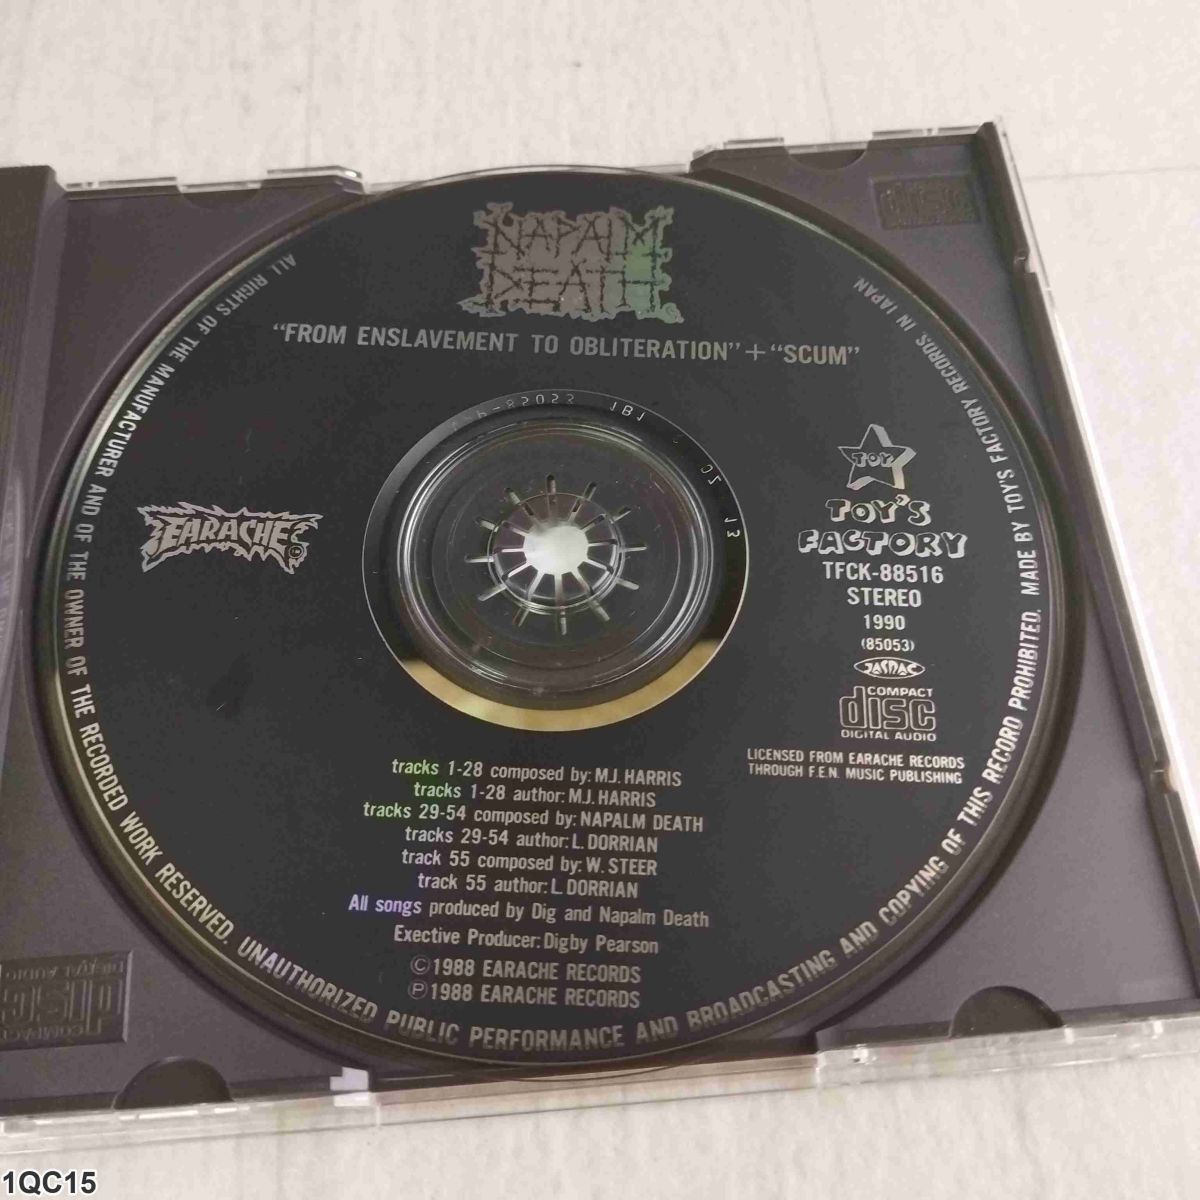 NAPALM
DEATH
"FROM ENSLAVEMENT TO OBLITERATION" + "SCUM"
EARACHE
TOY
TOY'S
FACTORY
TFCK-88516
STEREO
1990
(85053)
JASRAC
COMPACT
disc
DIGITAL AUDIO
LICENSED FROM EARACHE RECORDS
THROUGH F.E.N. MUSIC PUBLISHING
tracks 1-28 composed by: M.J. HARRIS
tracks 1-28 author: M.J. HARRIS
tracks 29-54 composed by: NAPALM DEATH
tracks 29-54 author: L. DORRIAN
track 55 composed by: W. STEER
track 55 author: L. DORRIAN
All songs produced by Dig and Napalm Death
Exective Producer: Digby Pearson
©1988 EARACHE RECORDS
℗1988 EARACHE RECORDS
ALL RIGHTS OF THE MANUFACTURER AND OF THE OWNER OF THE RECORDED WORK RESERVED. UNAUTHORIZED PUBLIC PERFORMANCE AND BROADCASTING AND COPYING OF THIS RECORD PROHIBITED. MADE BY TOY'S FACTORY RECORDS. IN JAPAN.
disc
COMPACT
disc
DIGITAL AUDIO
1QC15